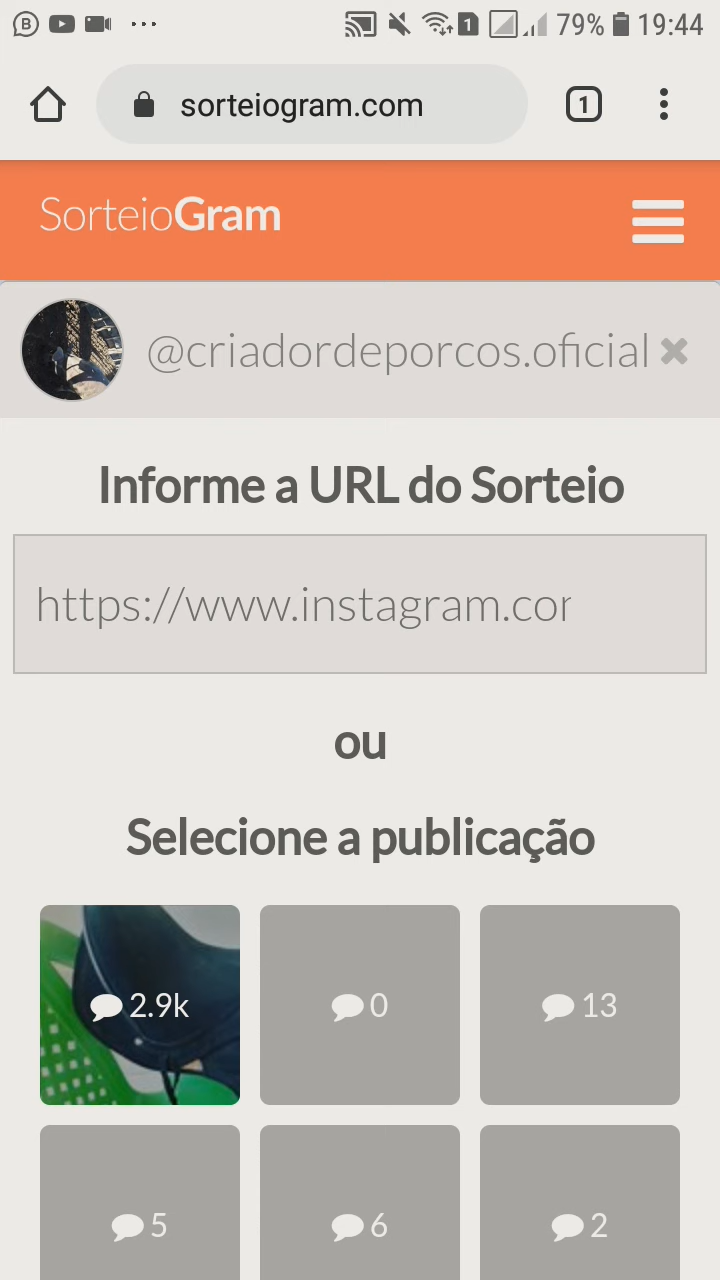 79% 19:44
sorteiogram.com
1
SorteioGram
@criadordeporcos.oficial
Informe a URL do Sorteio
https://www.instagram.cor
ou
Selecione a publicação
2.9k 0 13
5 6 2